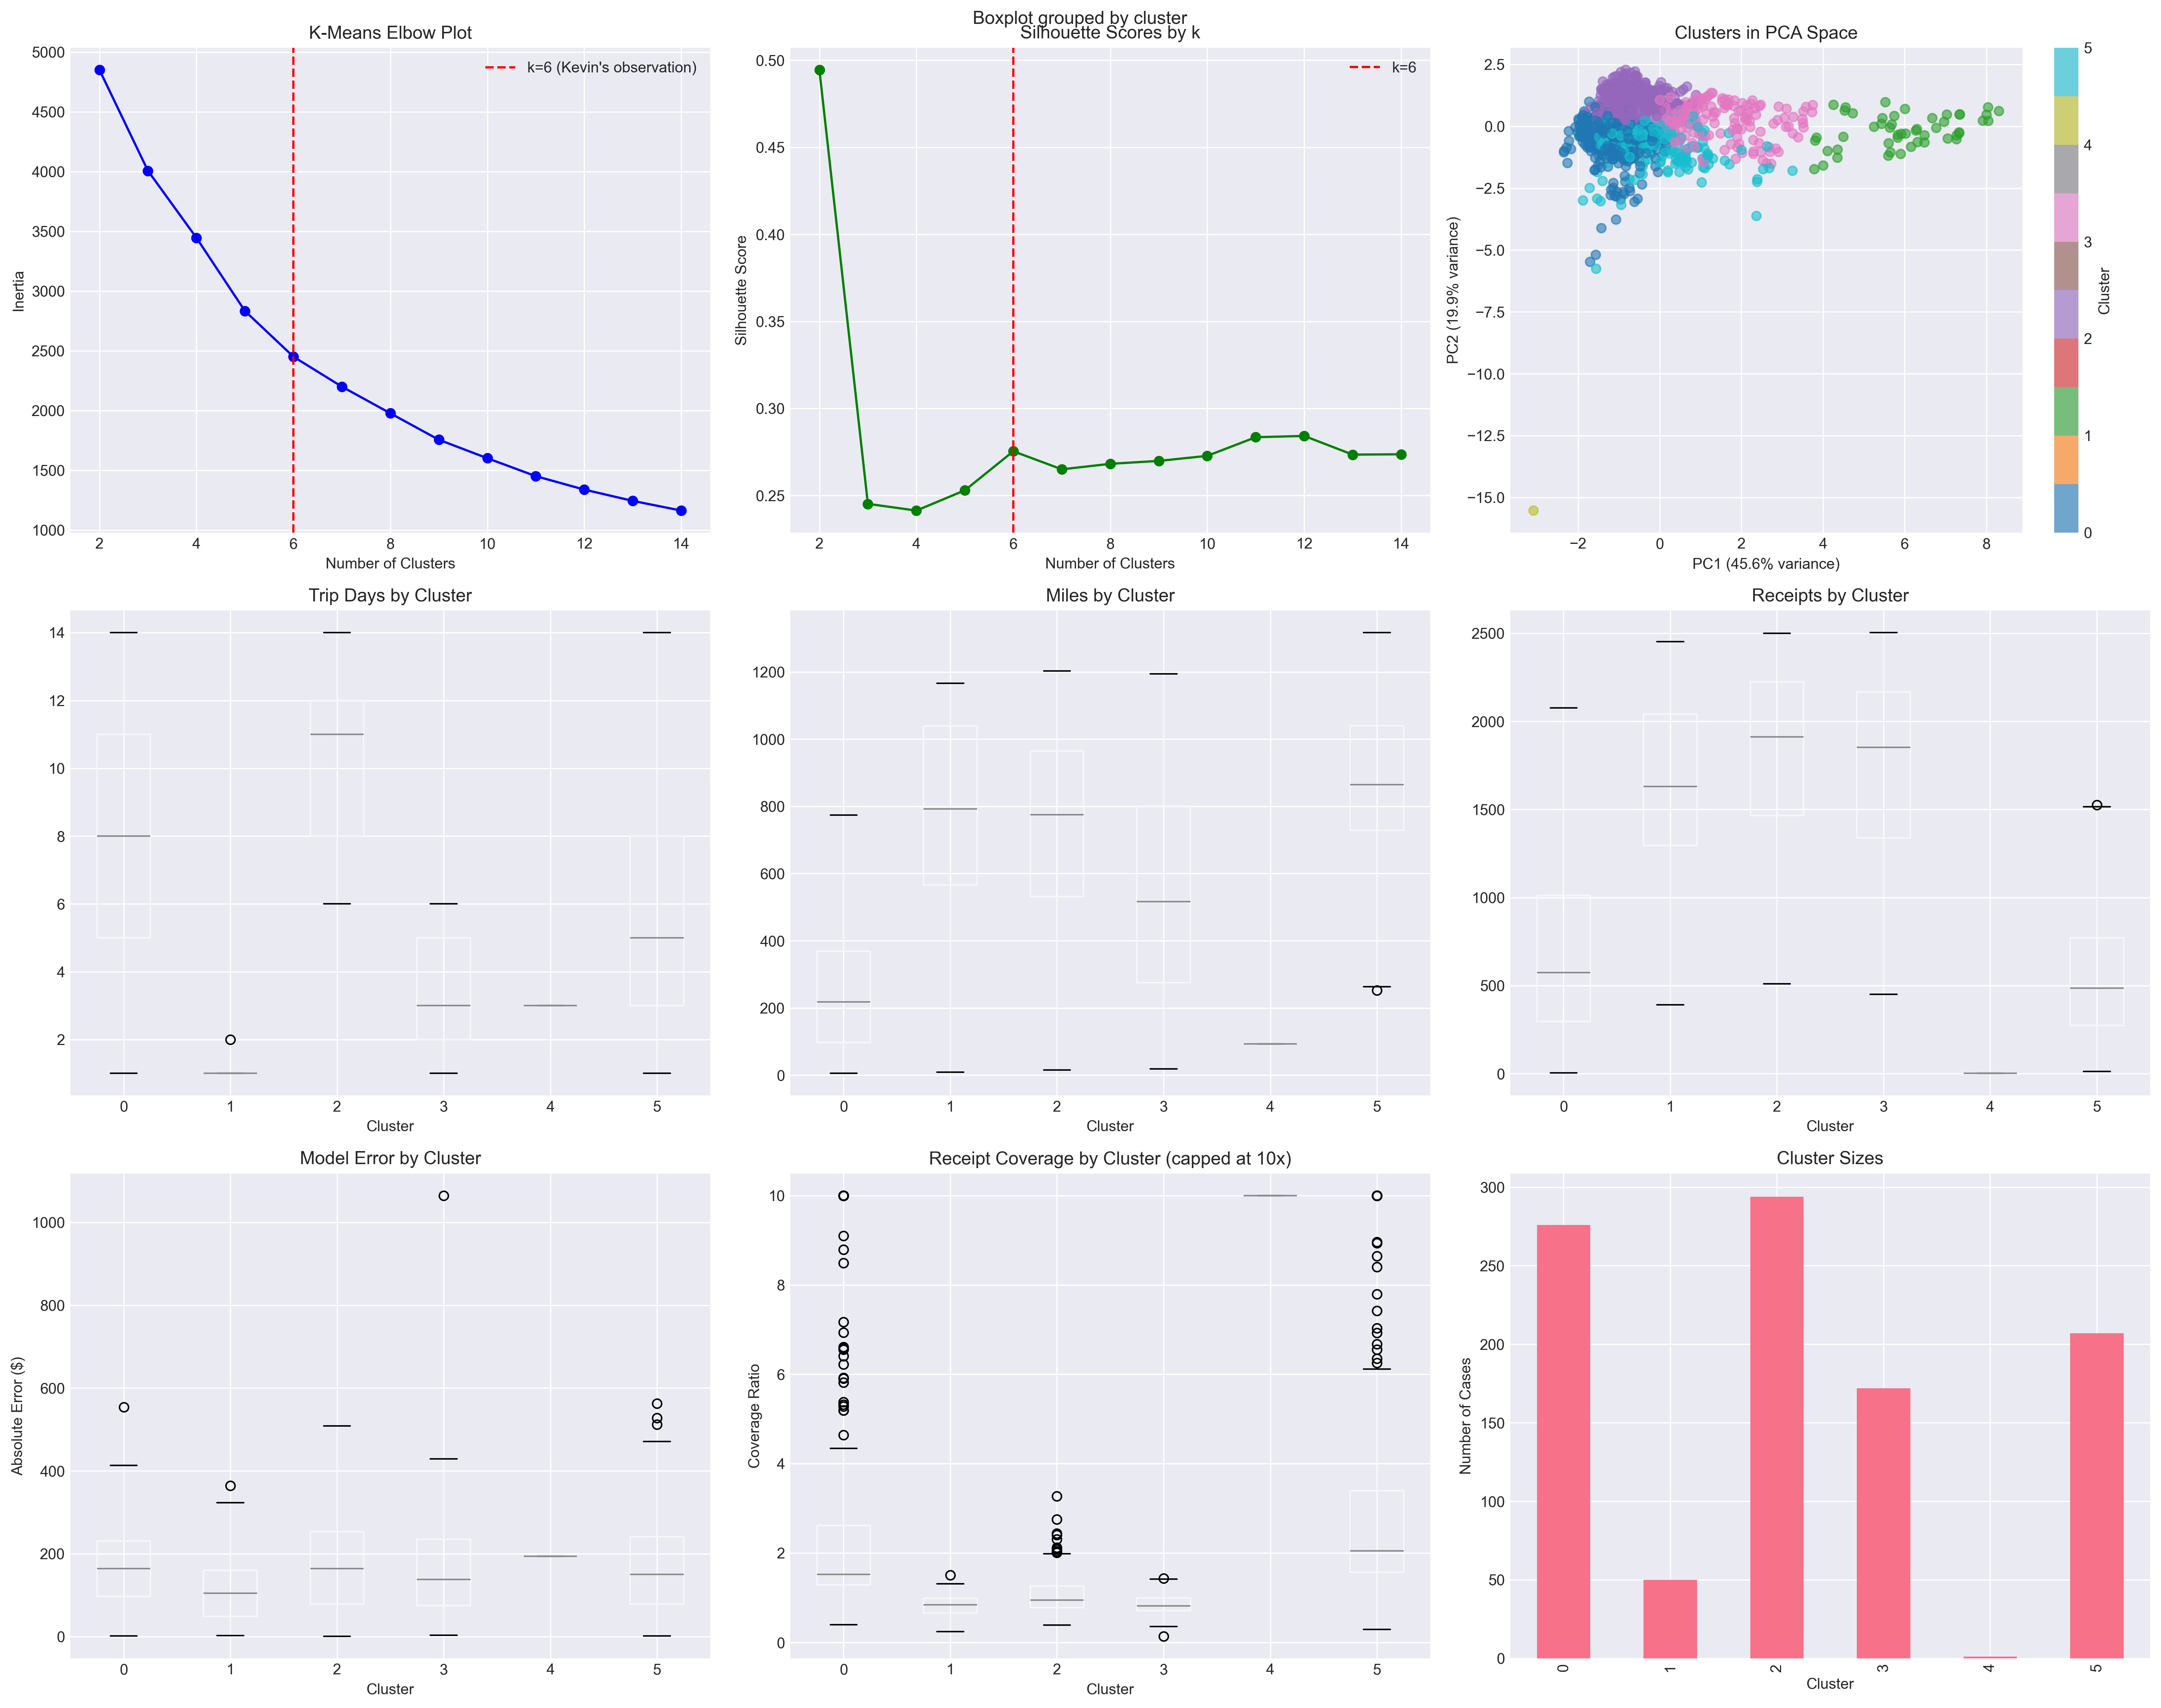 Boxplot grouped by cluster
K-Means Elbow Plot
5000
4500
4000
3500
3000
2500
2000
1500
1000
Inertia
2 4 6 8 10 12 14
Number of Clusters
k=6 (Kevin's observation)
Silhouette Scores by k
0.50
0.45
0.40
0.35
0.30
0.25
Silhouette Score
2 4 6 8 10 12 14
Number of Clusters
k=6
Clusters in PCA Space
2.5
0.0
−2.5
−5.0
−7.5
−10.0
−12.5
−15.0
PC2 (19.9% variance)
−2 0 2 4 6 8
PC1 (45.6% variance)
5
4
3
2
1
0
Cluster
Trip Days by Cluster
14
12
10
8
6
4
2
0 1 2 3 4 5
Cluster
Miles by Cluster
1200
1000
800
600
400
200
0
0 1 2 3 4 5
Cluster
Receipts by Cluster
2500
2000
1500
1000
500
0
0 1 2 3 4 5
Cluster
Model Error by Cluster
1000
800
600
400
200
0
Absolute Error ($)
0 1 2 3 4 5
Cluster
Receipt Coverage by Cluster (capped at 10x)
10
8
6
4
2
0
Coverage Ratio
0 1 2 3 4 5
Cluster
Cluster Sizes
300
250
200
150
100
50
0
Number of Cases
0 1 2 3 4 5
Cluster